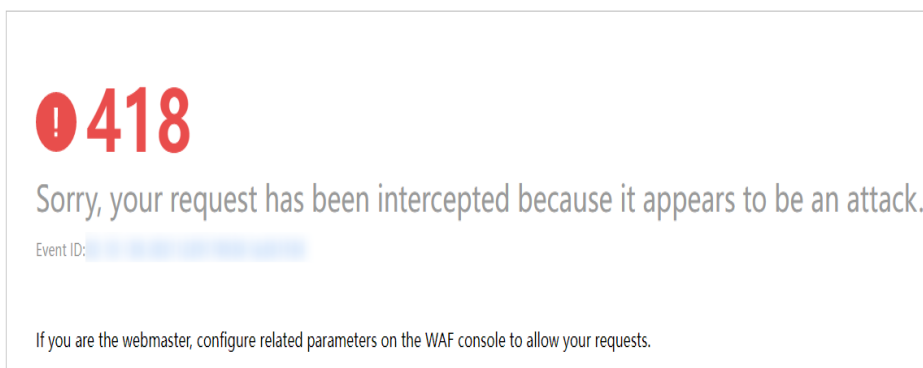 418
Sorry, your request has been intercepted because it appears to be an attack.
Event ID:
If you are the webmaster, configure related parameters on the WAF console to allow your requests.